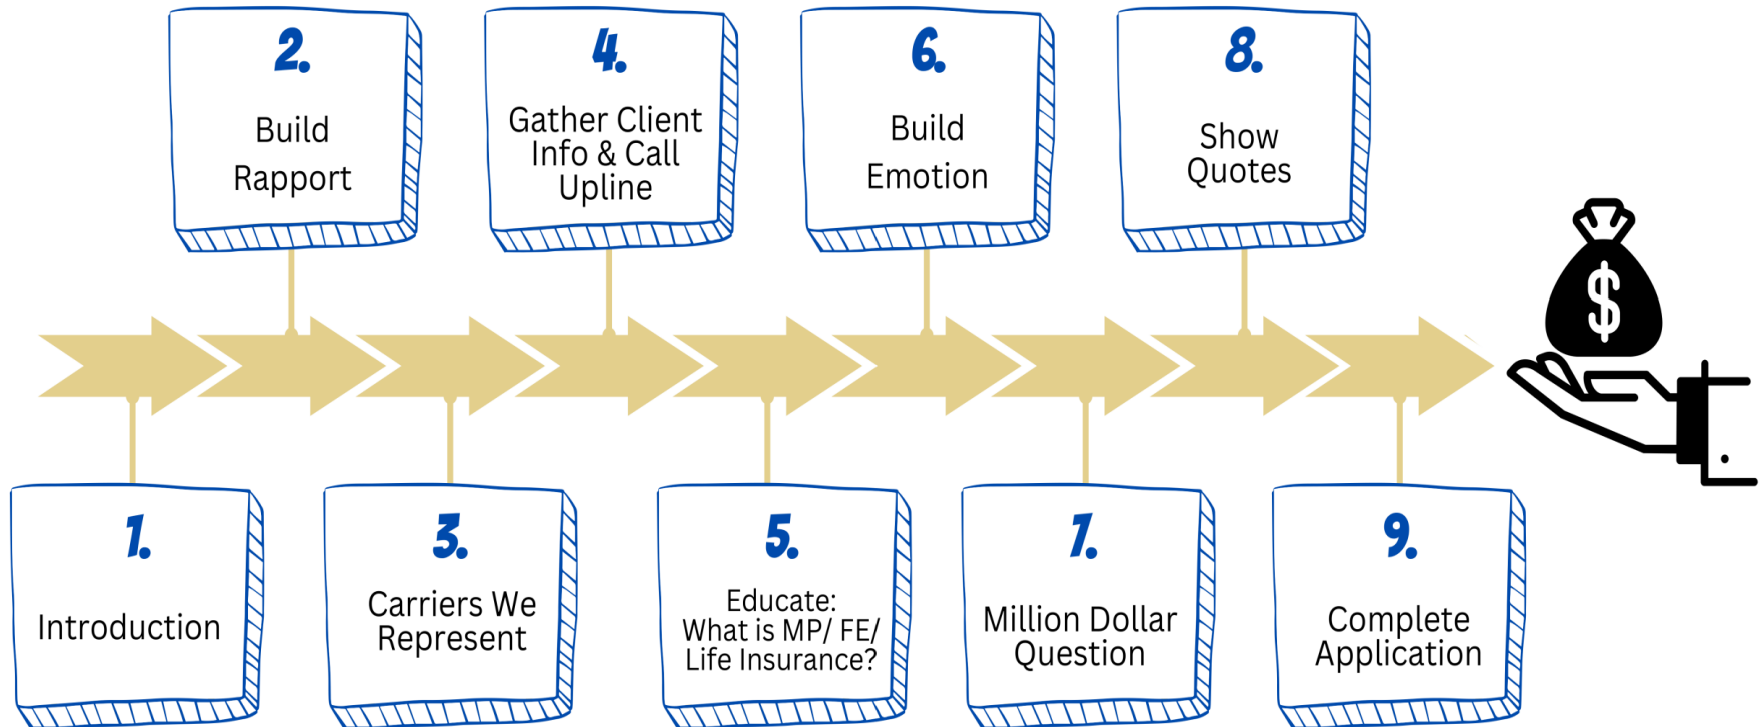 1.
Introduction
2.
Build
Rapport
3.
Carriers We
Represent
4.
Gather Client
Info & Call
Upline
5.
Educate:
What is MP/ FE/
Life Insurance?
6.
Build
Emotion
7.
Million Dollar
Question
8.
Show
Quotes
9.
Complete
Application
$